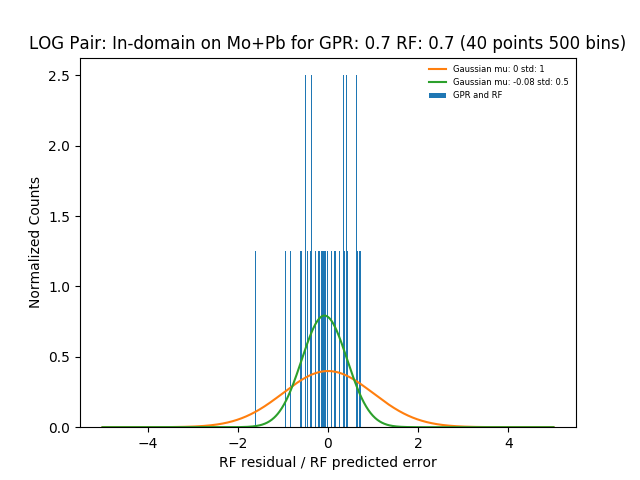 LOG Pair: In-domain on Mo+Pb for GPR: 0.7 RF: 0.7 (40 points 500 bins)
Gaussian mu: 0 std: 1
Gaussian mu: -0.08 std: 0.5
GPR and RF
Normalized Counts
2.5
2.0
1.5
1.0
0.5
0.0
−4 −2 0 2 4
RF residual / RF predicted error